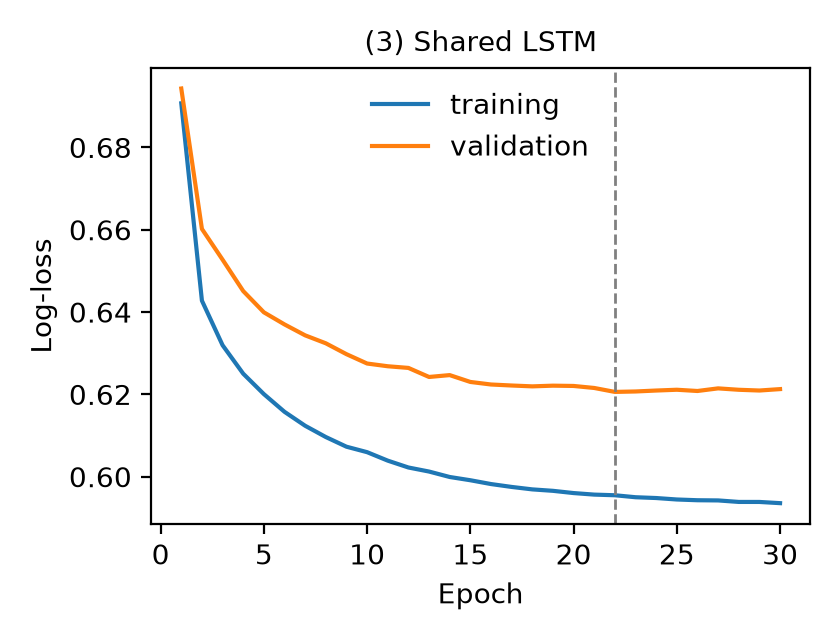 (3) Shared LSTM
training
validation
Log-loss
0.68
0.66
0.64
0.62
0.60
0 5 10 15 20 25 30
Epoch